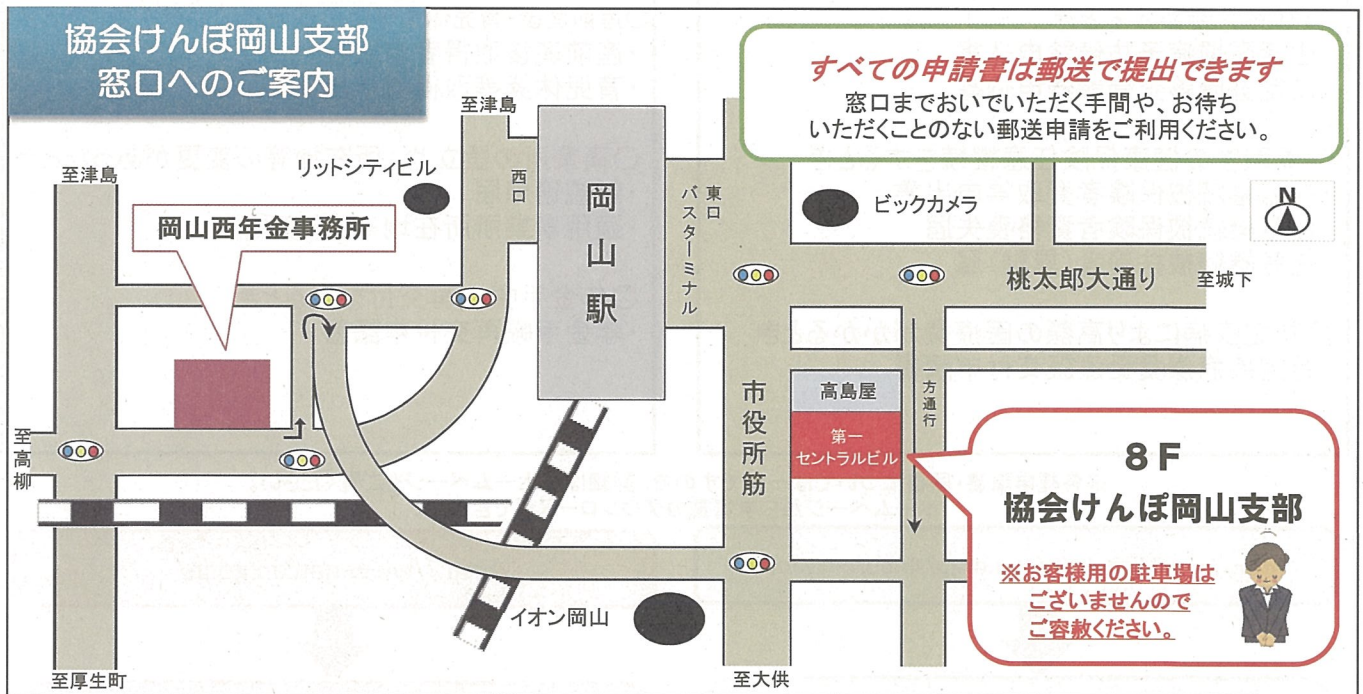 協会けんぽ岡山支部
窓口へのご案内
すべての申請書は郵送で提出できます
窓口までおいでいただく手間や、お待ち
いただくことのない郵送申請をご利用ください。
至津島
至津島
リットシティビル
西口
岡山駅
東口
バスターミナル
ビックカメラ
N
岡山西年金事務所
桃太郎大通り
至城下
市役所筋
高島屋
一方通行
第一
セントラルビル
至高柳
8F
協会けんぽ岡山支部
※お客様用の駐車場は
ございませんので
ご容赦ください。
イオン岡山
至厚生町
至大供